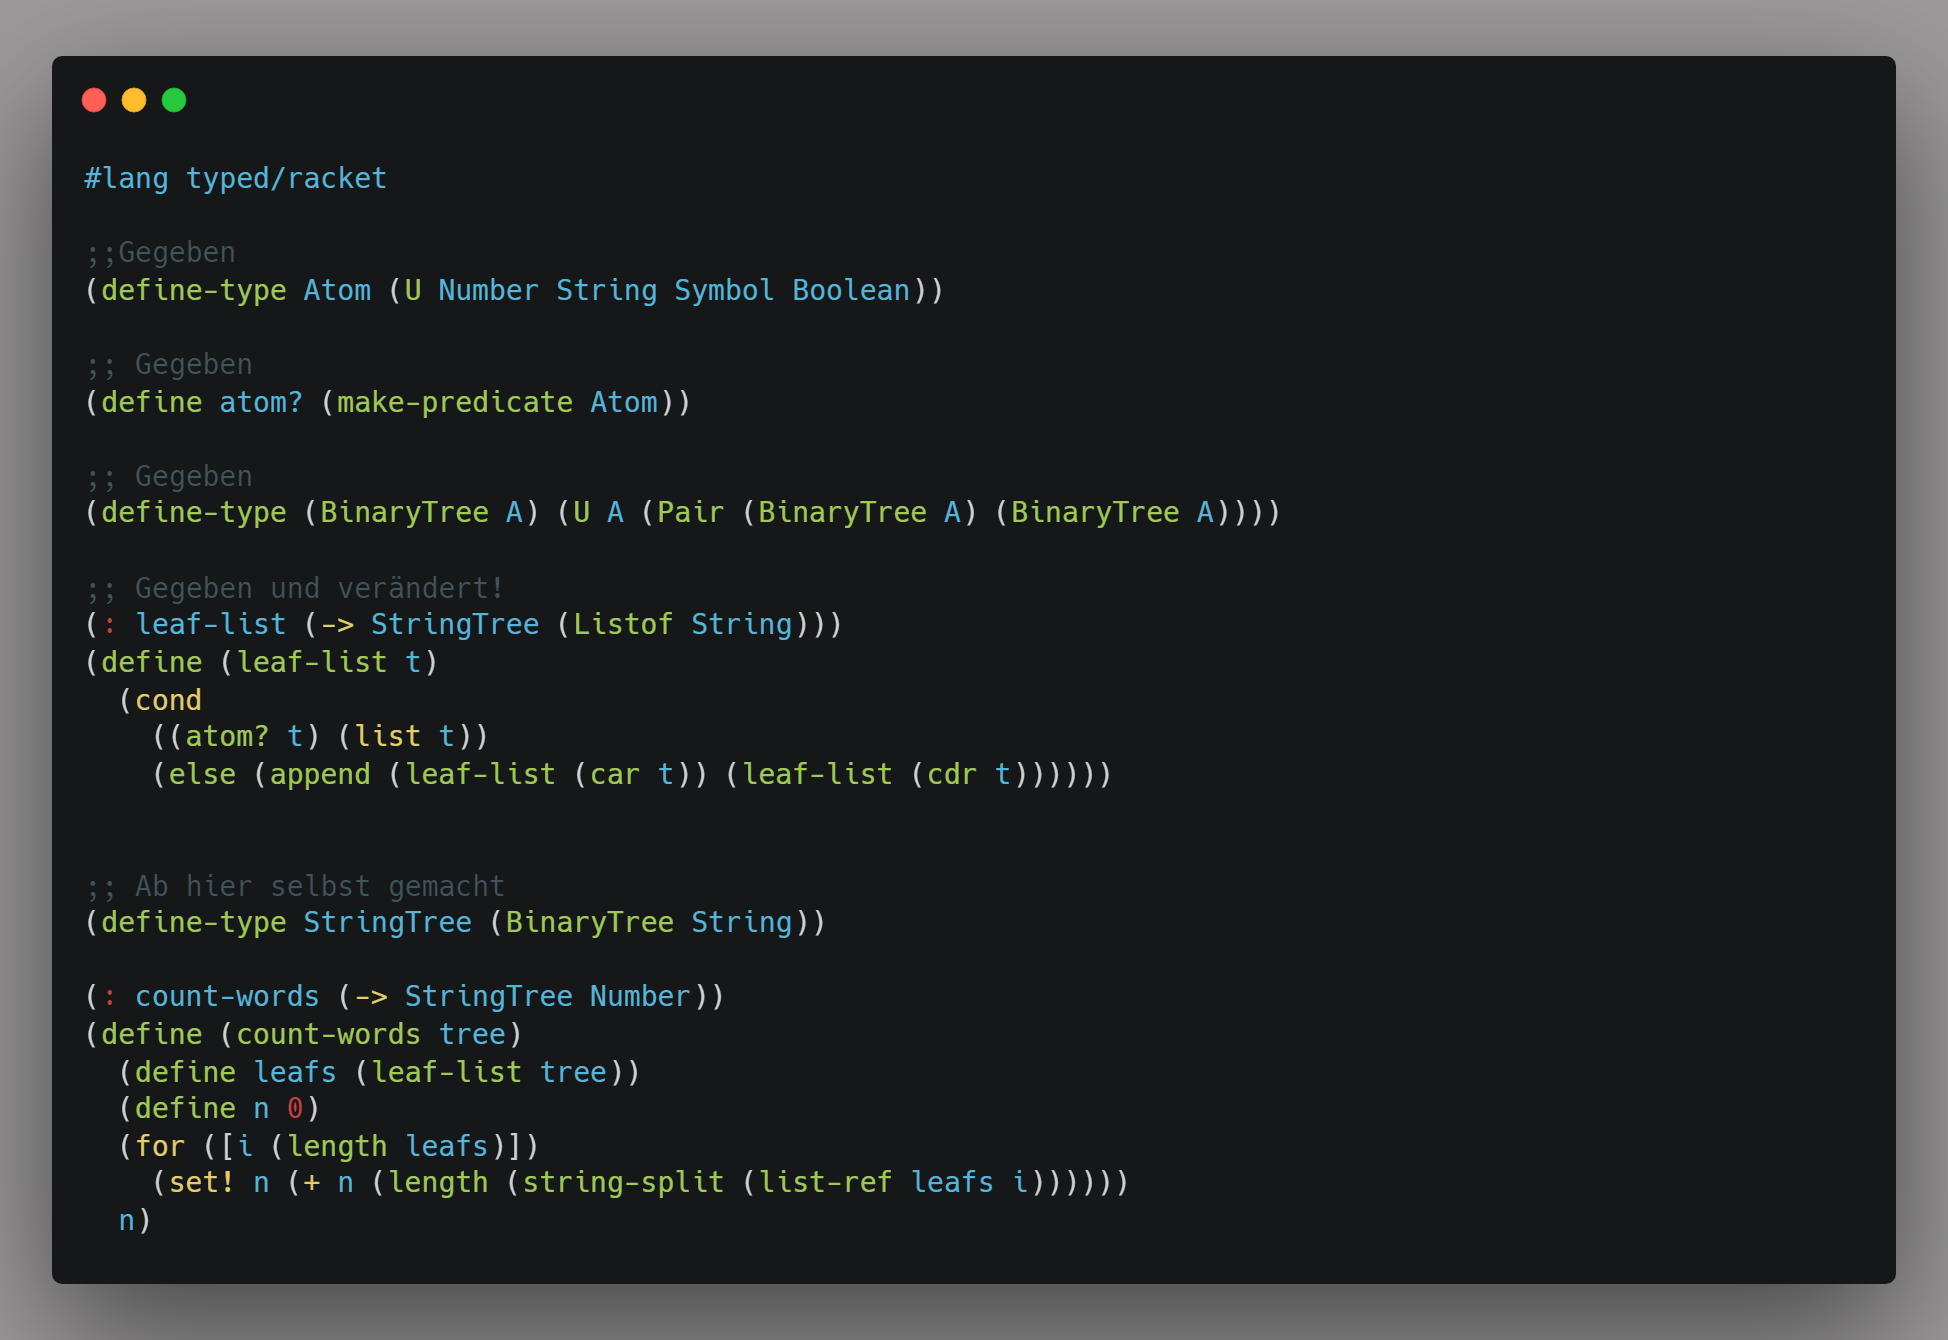 #lang typed/racket
;;Gegeben
(define-type Atom (U Number String Symbol Boolean))
;; Gegeben
(define atom? (make-predicate Atom))
;; Gegeben
(define-type (BinaryTree A) (U A (Pair (BinaryTree A) (BinaryTree A))))
;; Gegeben und verändert!
(: leaf-list (-> StringTree (Listof String)))
(define (leaf-list t)
  (cond
    ((atom? t) (list t))
    (else (append (leaf-list (car t)) (leaf-list (cdr t))))))
;; Ab hier selbst gemacht
(define-type StringTree (BinaryTree String))
(: count-words (-> StringTree Number))
(define (count-words tree)
  (define leafs (leaf-list tree))
  (define n 0)
  (for ([i (length leafs)])
    (set! n (+ n (length (string-split (list-ref leafs i))))))
  n)